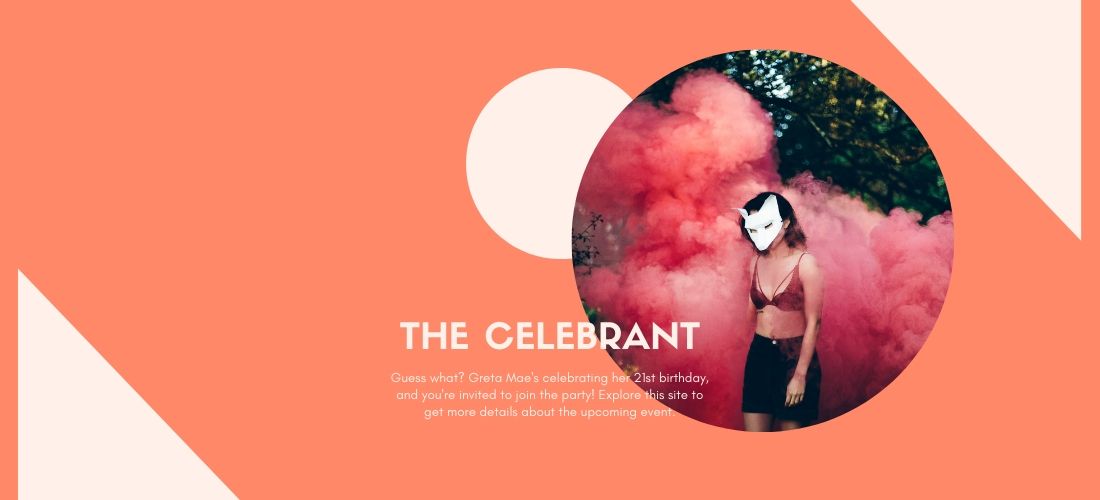 THE CELEBRANT
Guess what? Greta Mae's celebrating her 21st birthday,
and you're invited to join the party! Explore this site to
get more details about the upcoming event.